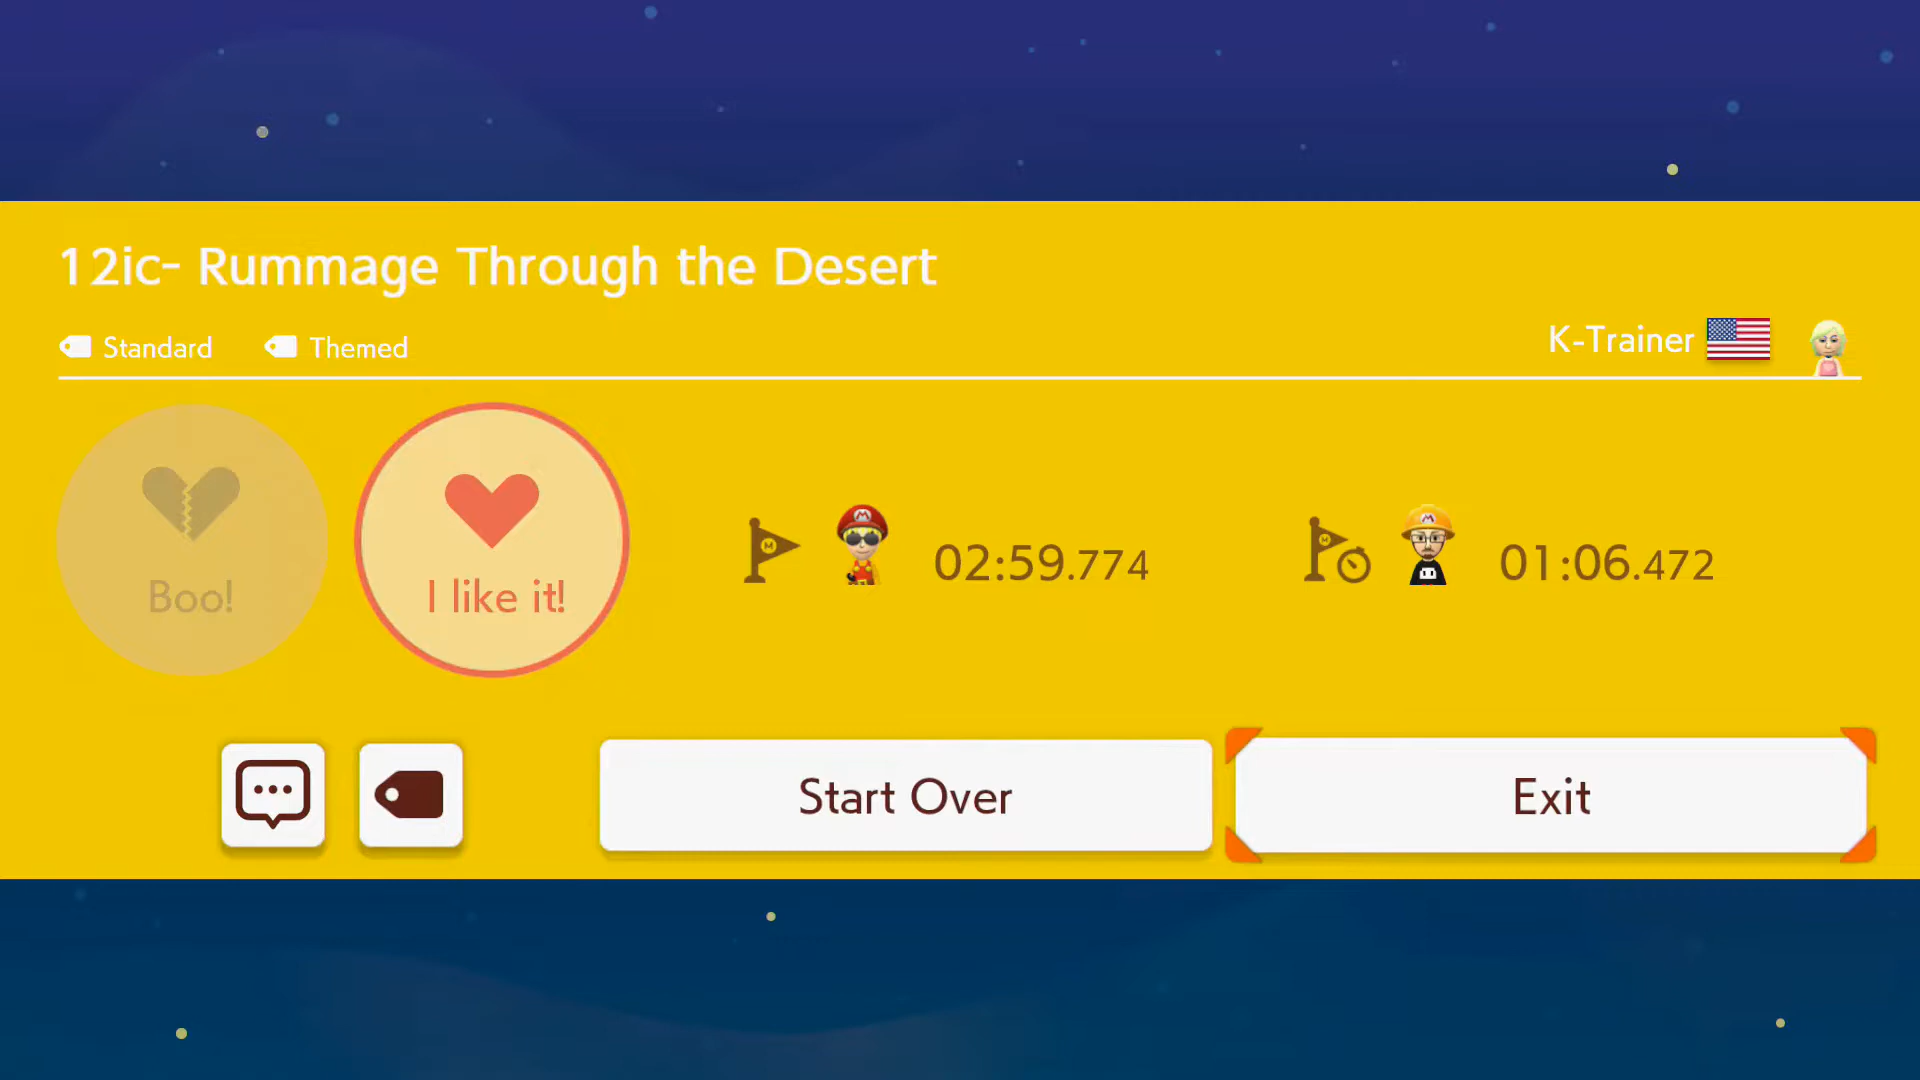 12ic- Rummage Through the Desert
Standard Themed
K-Trainer
Boo!
I like it!
M
M
02:59.774
M
M
01:06.472
Start Over
Exit